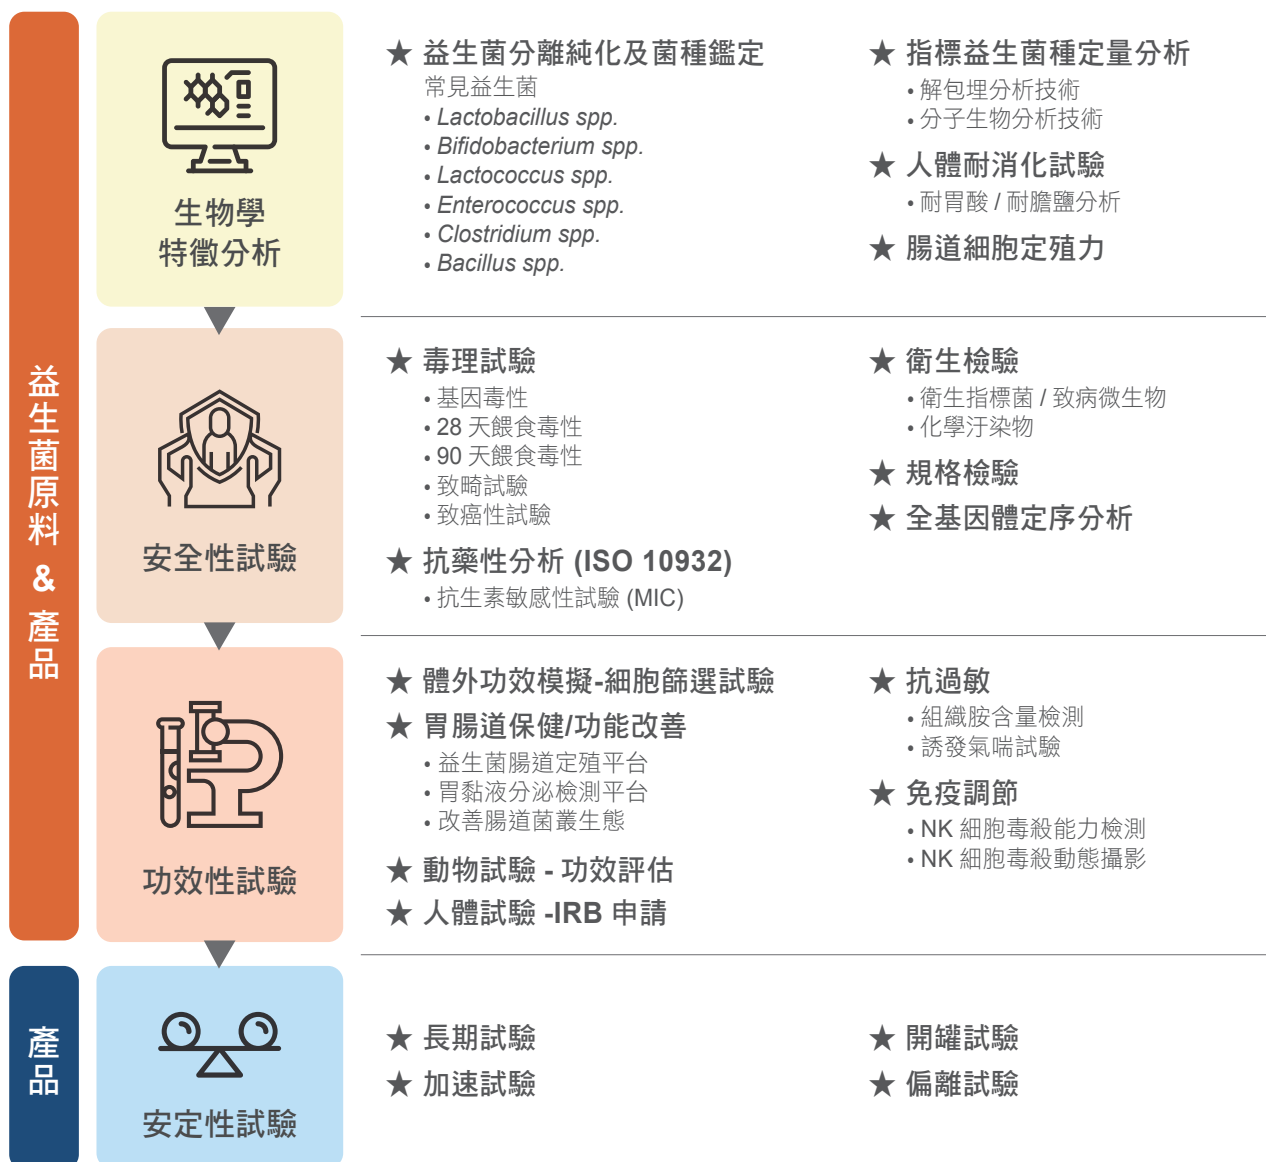 益生菌原料 & 產品
生物學
特徵分析
★ 益生菌分離純化及菌種鑑定
常見益生菌
• Lactobacillus spp.
• Bifidobacterium spp.
• Lactococcus spp.
• Enterococcus spp.
• Clostridium spp.
• Bacillus spp.
★ 指標益生菌種定量分析
• 解包埋分析技術
• 分子生物分析技術
★ 人體耐消化試驗
• 耐胃酸 / 耐膽鹽分析
★ 腸道細胞定殖力
安全性試驗
★ 毒理試驗
• 基因毒性
• 28 天餵食毒性
• 90 天餵食毒性
• 致畸試驗
• 致癌性試驗
★ 抗藥性分析 (ISO 10932)
• 抗生素敏感性試驗 (MIC)
★ 衛生檢驗
• 衛生指標菌 / 致病微生物
• 化學汙染物
★ 規格檢驗
★ 全基因體定序分析
功效性試驗
★ 體外功效模擬-細胞篩選試驗
★ 胃腸道保健/功能改善
• 益生菌腸道定殖平台
• 胃黏液分泌檢測平台
• 改善腸道菌叢生態
★ 動物試驗 - 功效評估
★ 人體試驗 -IRB 申請
★ 抗過敏
• 組織胺含量檢測
• 誘發氣喘試驗
★ 免疫調節
• NK 細胞毒殺能力檢測
• NK 細胞毒殺動態攝影
產品
安定性試驗
★ 長期試驗
★ 加速試驗
★ 開罐試驗
★ 偏離試驗